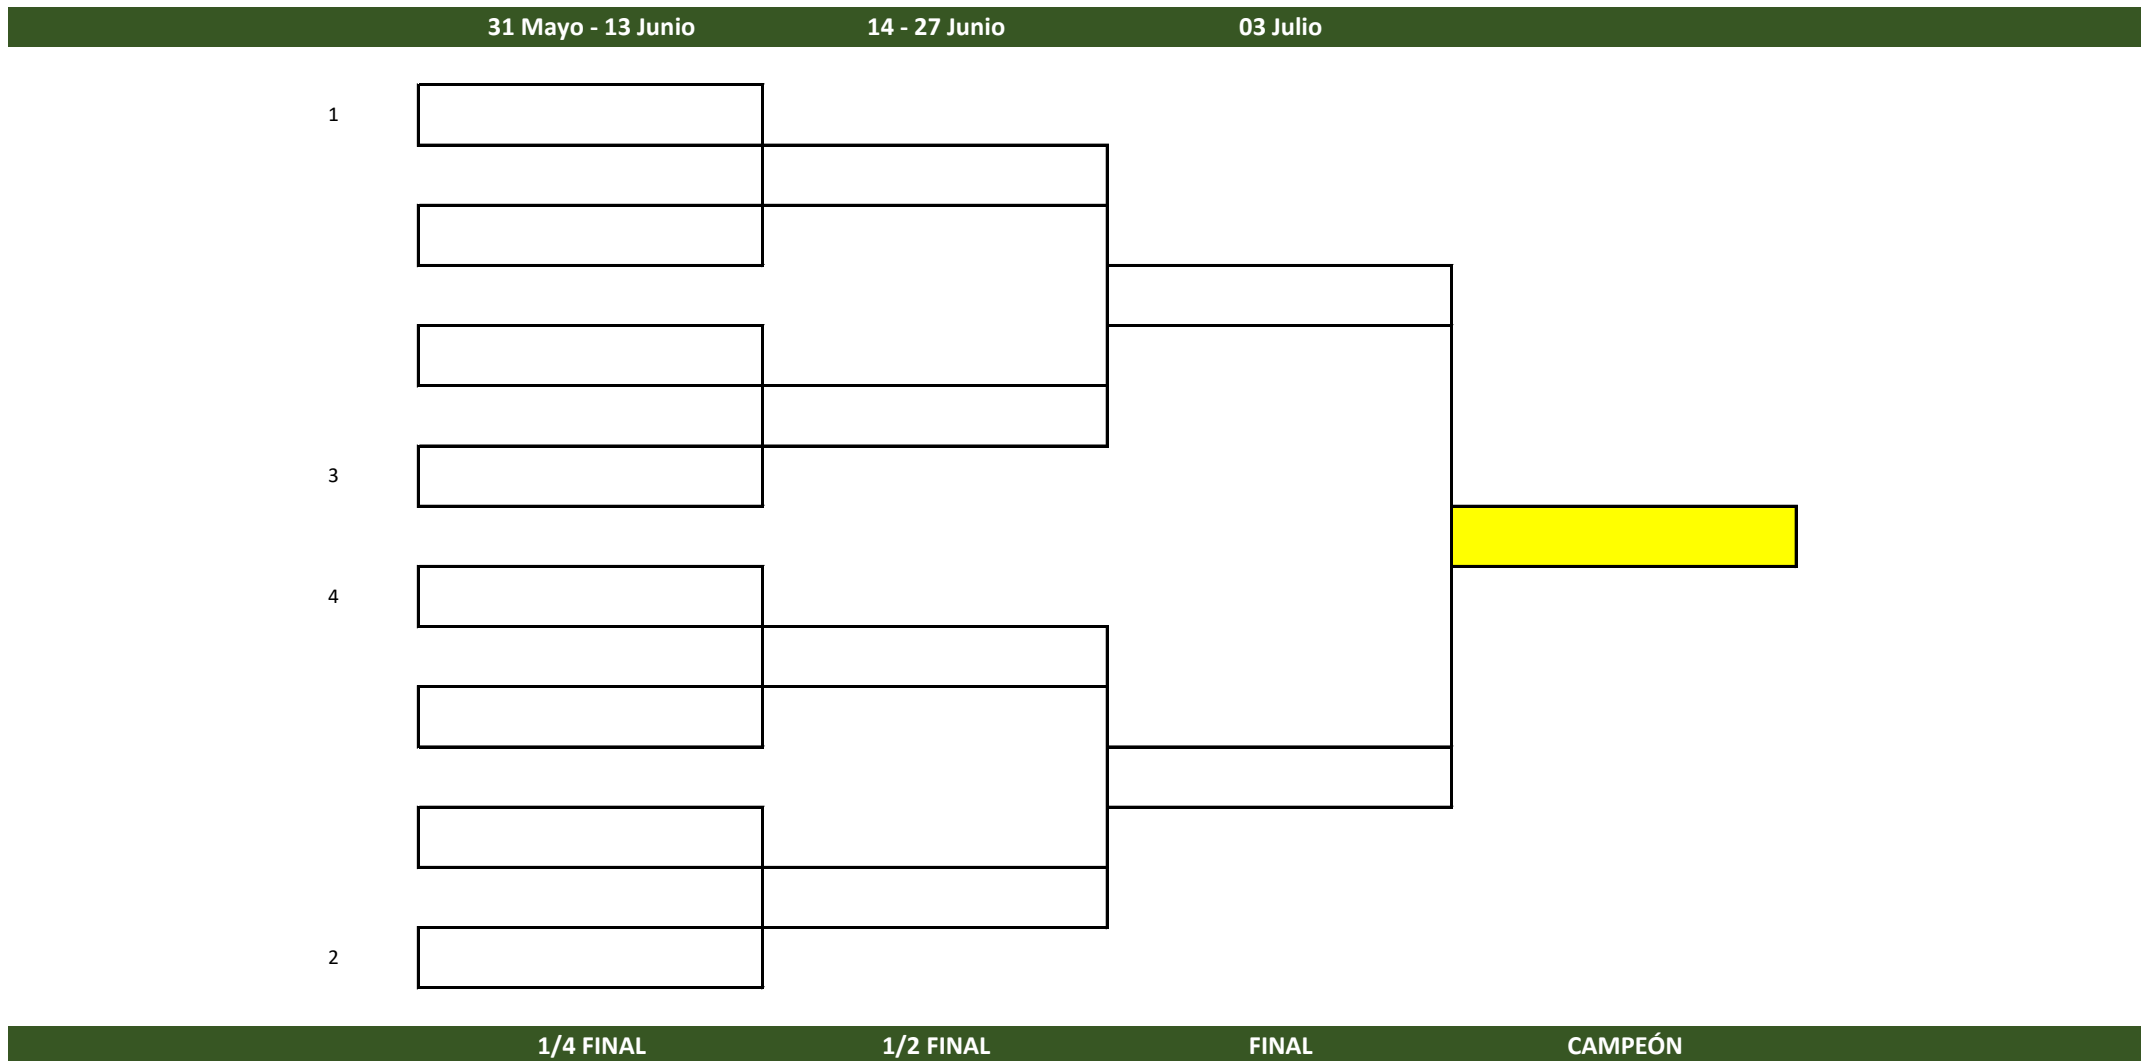 31 Mayo - 13 Junio 14 - 27 Junio 03 Julio
1
3
4
2
1/4 FINAL 1/2 FINAL FINAL CAMPEÓN